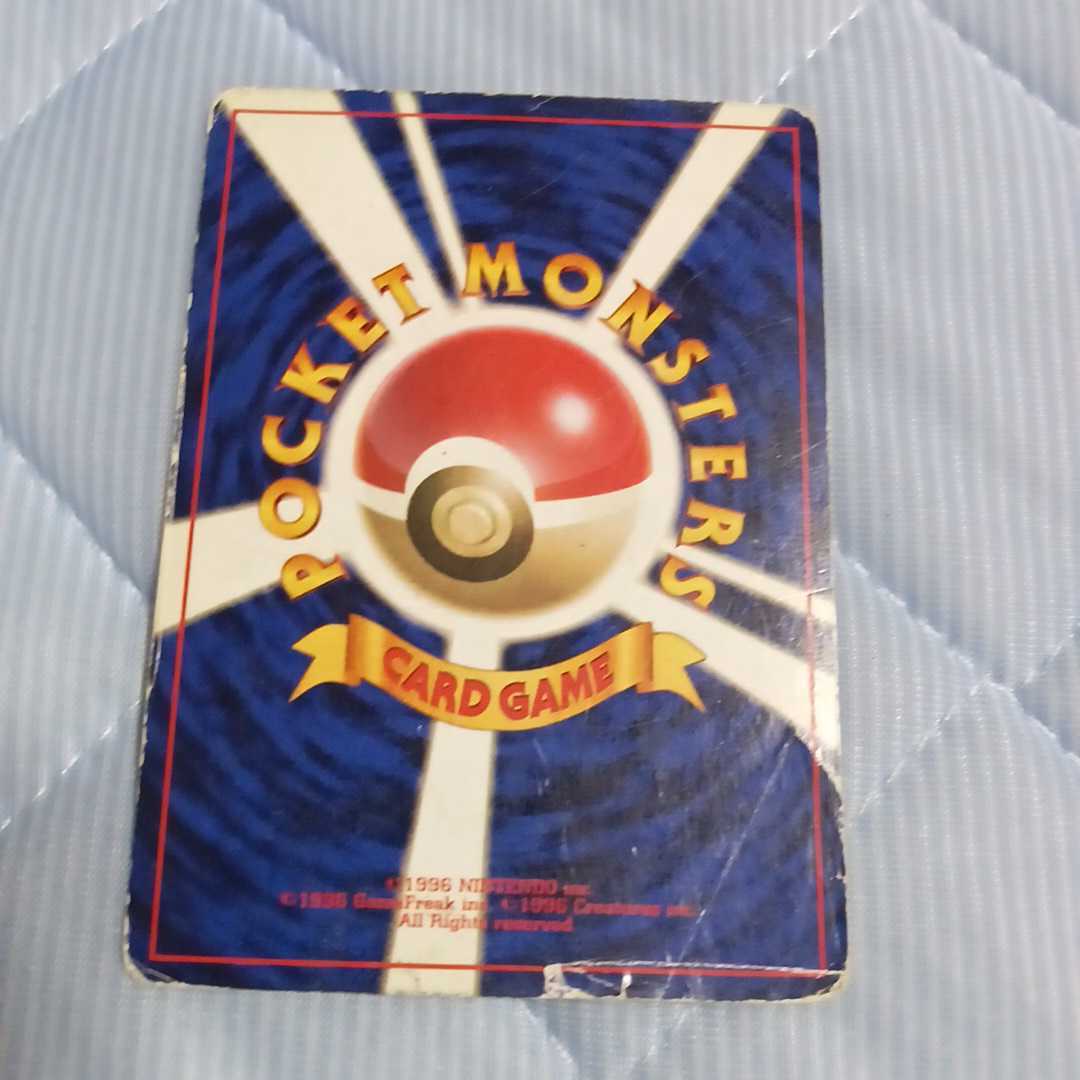 POCKET MONSTERS
CARD GAME
©1996 NINTENDO inc.
©1996 GameFreak inc. ©1996 Creatures inc.
All Rights reserved